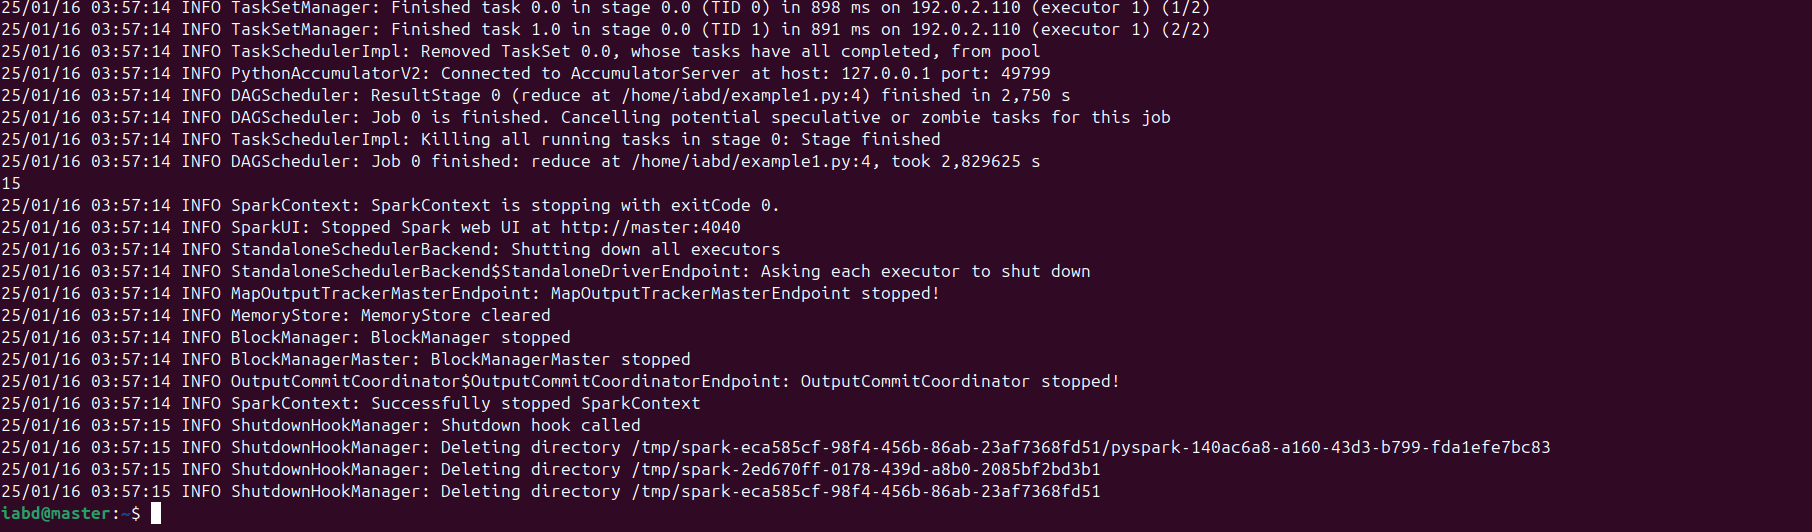 25/01/16 03:57:14 INFO TaskSetManager: Finished task 0.0 in stage 0.0 (TID 0) in 898 ms on 192.0.2.110 (executor 1) (1/2)
25/01/16 03:57:14 INFO TaskSetManager: Finished task 1.0 in stage 0.0 (TID 1) in 891 ms on 192.0.2.110 (executor 1) (2/2)
25/01/16 03:57:14 INFO TaskSchedulerImpl: Removed TaskSet 0.0, whose tasks have all completed, from pool
25/01/16 03:57:14 INFO PythonAccumulatorV2: Connected to AccumulatorServer at host: 127.0.0.1 port: 49799
25/01/16 03:57:14 INFO DAGScheduler: ResultStage 0 (reduce at /home/iabd/example1.py:4) finished in 2,750 s
25/01/16 03:57:14 INFO DAGScheduler: Job 0 is finished. Cancelling potential speculative or zombie tasks for this job
25/01/16 03:57:14 INFO TaskSchedulerImpl: Killing all running tasks in stage 0: Stage finished
25/01/16 03:57:14 INFO DAGScheduler: Job 0 finished: reduce at /home/iabd/example1.py:4, took 2,829625 s
15
25/01/16 03:57:14 INFO SparkContext: SparkContext is stopping with exitCode 0.
25/01/16 03:57:14 INFO SparkUI: Stopped Spark web UI at http://master:4040
25/01/16 03:57:14 INFO StandaloneSchedulerBackend: Shutting down all executors
25/01/16 03:57:14 INFO StandaloneSchedulerBackend$StandaloneDriverEndpoint: Asking each executor to shut down
25/01/16 03:57:14 INFO MapOutputTrackerMasterEndpoint: MapOutputTrackerMasterEndpoint stopped!
25/01/16 03:57:14 INFO MemoryStore: MemoryStore cleared
25/01/16 03:57:14 INFO BlockManager: BlockManager stopped
25/01/16 03:57:14 INFO BlockManagerMaster: BlockManagerMaster stopped
25/01/16 03:57:14 INFO OutputCommitCoordinator$OutputCommitCoordinatorEndpoint: OutputCommitCoordinator stopped!
25/01/16 03:57:14 INFO SparkContext: Successfully stopped SparkContext
25/01/16 03:57:15 INFO ShutdownHookManager: Shutdown hook called
25/01/16 03:57:15 INFO ShutdownHookManager: Deleting directory /tmp/spark-eca585cf-98f4-456b-86ab-23af7368fd51/pyspark-140ac6a8-a160-43d3-b799-fda1efe7bc83
25/01/16 03:57:15 INFO ShutdownHookManager: Deleting directory /tmp/spark-2ed670ff-0178-439d-a8b0-2085bf2bd3b1
25/01/16 03:57:15 INFO ShutdownHookManager: Deleting directory /tmp/spark-eca585cf-98f4-456b-86ab-23af7368fd51
iabd@master:~$